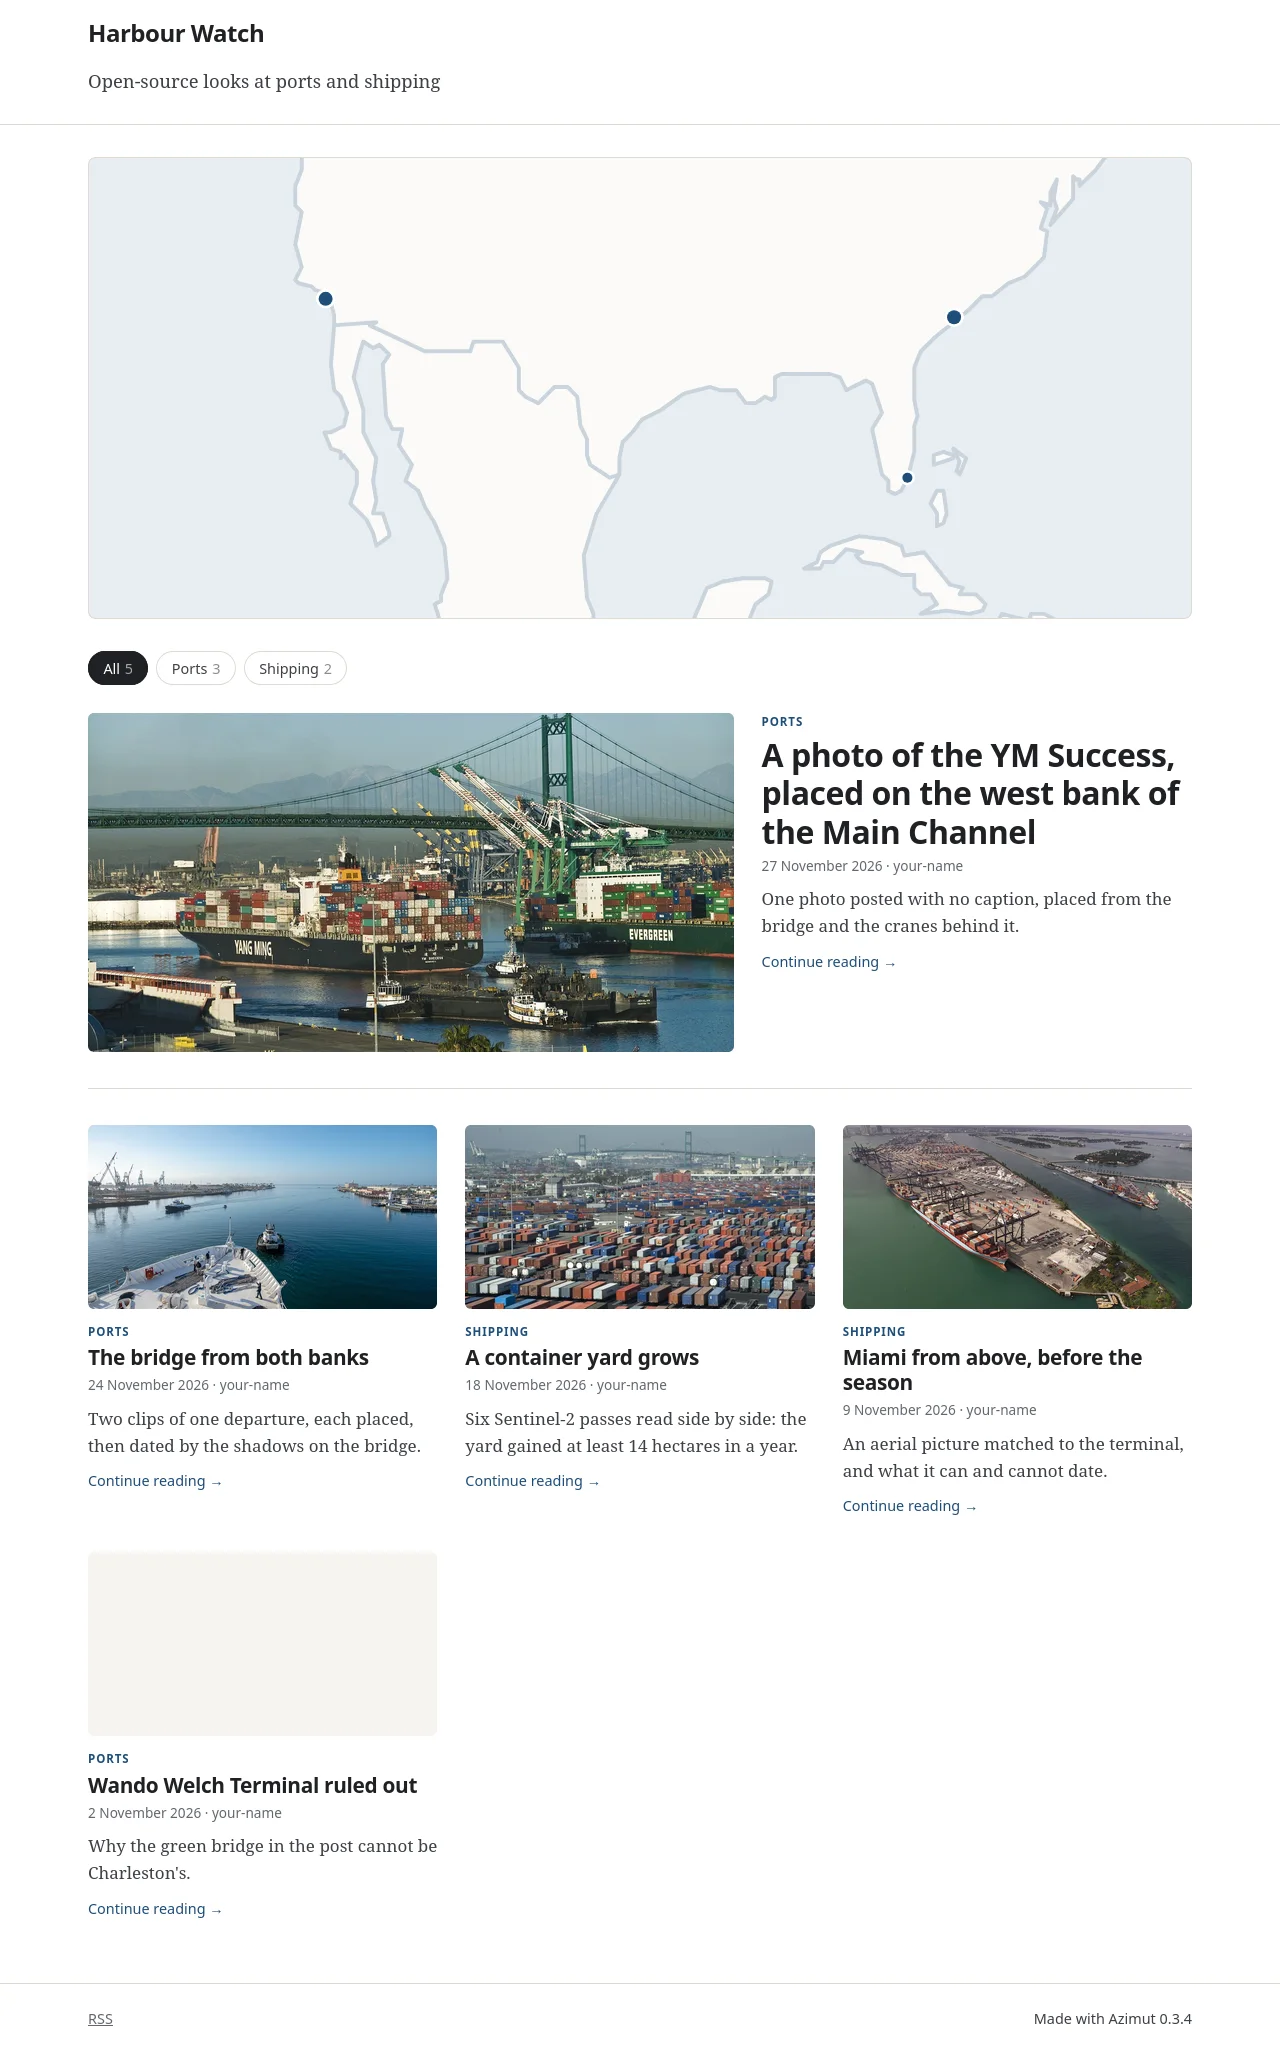 Harbour Watch
Open-source looks at ports and shipping
All 5
Ports 3
Shipping 2
YANG MING
EVERGREEN
PORTS
A photo of the YM Success,
placed on the west bank of
the Main Channel
27 November 2026 · your-name
One photo posted with no caption, placed from the
bridge and the cranes behind it.
Continue reading →
PORTS
The bridge from both banks
24 November 2026 · your-name
Two clips of one departure, each placed,
then dated by the shadows on the bridge.
Continue reading →
SHIPPING
A container yard grows
18 November 2026 · your-name
Six Sentinel-2 passes read side by side: the
yard gained at least 14 hectares in a year.
Continue reading →
SHIPPING
Miami from above, before the
season
9 November 2026 · your-name
An aerial picture matched to the terminal,
and what it can and cannot date.
Continue reading →
PORTS
Wando Welch Terminal ruled out
2 November 2026 · your-name
Why the green bridge in the post cannot be
Charleston's.
Continue reading →
RSS
Made with Azimut 0.3.4